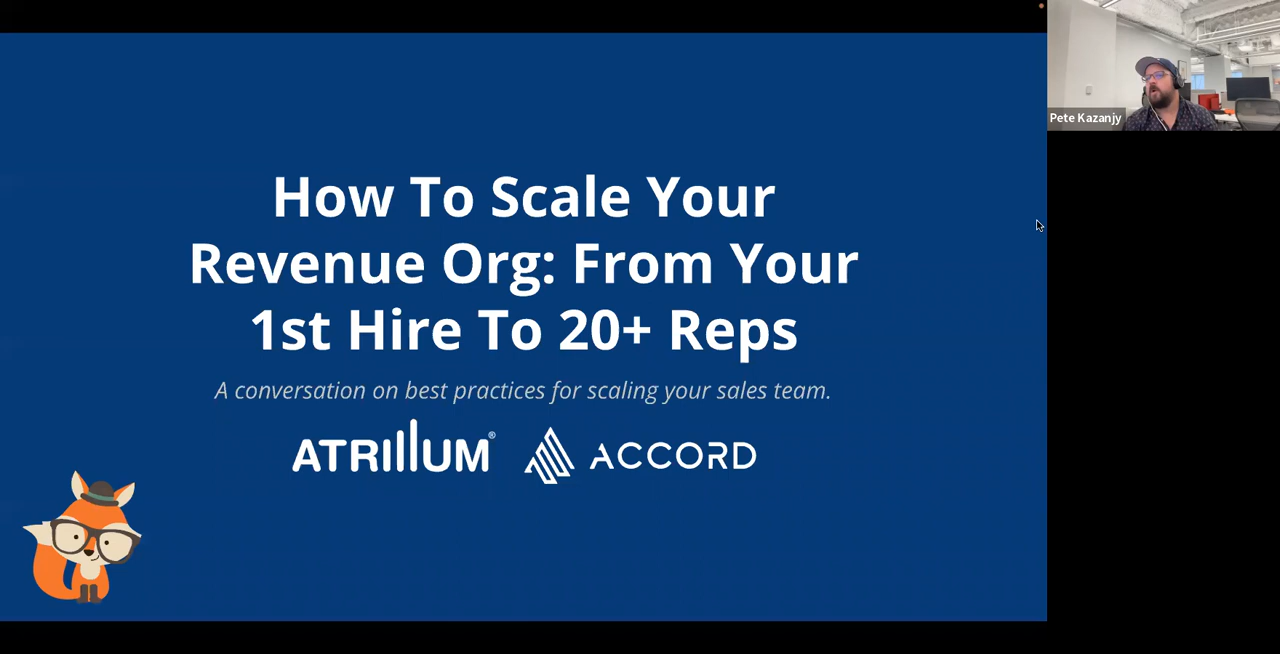 How To Scale Your
Revenue Org: From Your
1st Hire To 20+ Reps
A conversation on best practices for scaling your sales team.
ATRIUM®
ACCORD
Pete Kazanjy